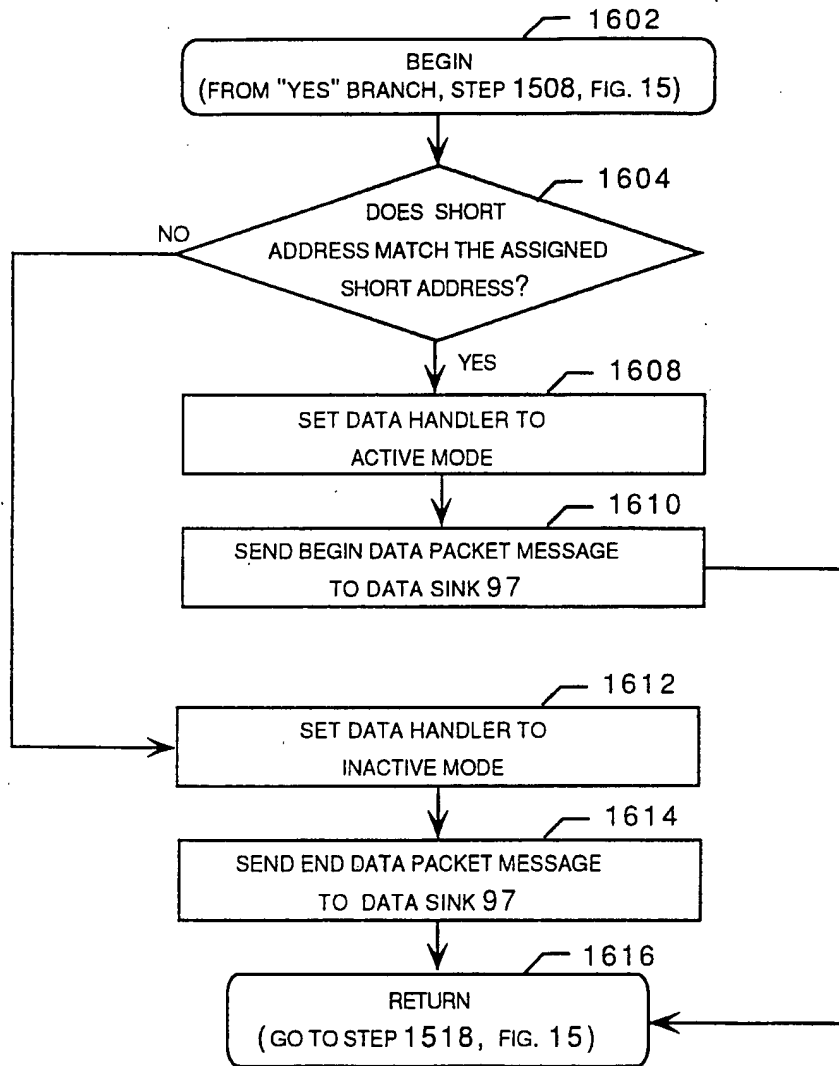 1602
BEGIN
(FROM "YES" BRANCH, STEP 1508, FIG. 15)
1604
DOES SHORT
ADDRESS MATCH THE ASSIGNED
SHORT ADDRESS?
NO
YES
1608
SET DATA HANDLER TO
ACTIVE MODE
1610
SEND BEGIN DATA PACKET MESSAGE
TO DATA SINK 97
1612
SET DATA HANDLER TO
INACTIVE MODE
1614
SEND END DATA PACKET MESSAGE
TO DATA SINK 97
1616
RETURN
(GO TO STEP 1518, FIG. 15)